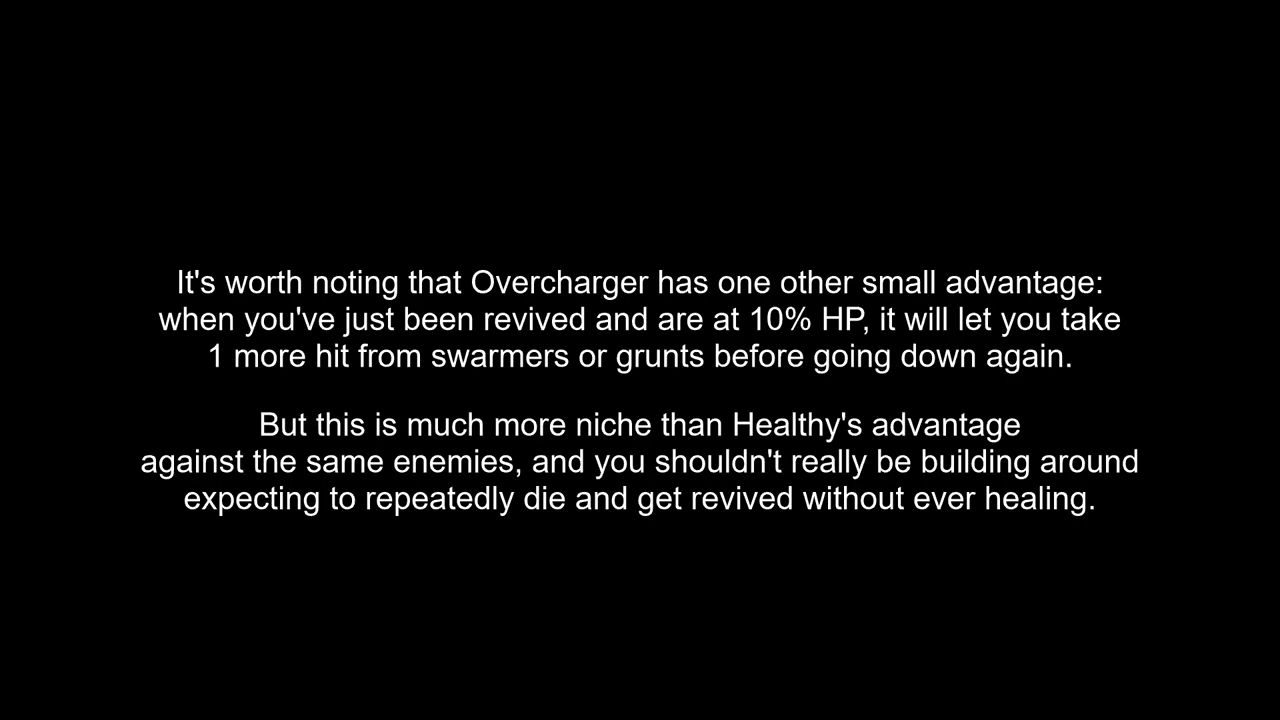 It's worth noting that Overcharger has one other small advantage:
when you've just been revived and are at 10% HP, it will let you take
1 more hit from swarmers or grunts before going down again.
But this is much more niche than Healthy's advantage
against the same enemies, and you shouldn't really be building around
expecting to repeatedly die and get revived without ever healing.